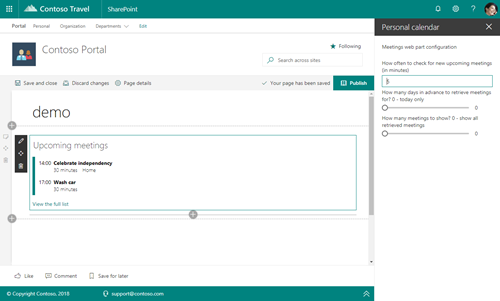 Contoso Travel SharePoint
Portal Organization Departments Edit
Contoso Portal
Following
Search across sites
Save and close Discard changes Page details
Your page has been saved
Publish
demo
Upcoming meetings
14:00 Celebrate independency
30 minutes Home
17:00 Wash car
30 minutes
View the full list
Like Comment Save for later
© Copyright Contoso, 2018 support@contoso.com
Personal calendar
Meetings web part configuration
How often to check for new upcoming meetings
(in minutes)
How many days in advance to retrieve meetings
for? 0 - today only
0
How many meetings to show? 0 - show all
retrieved meetings
0